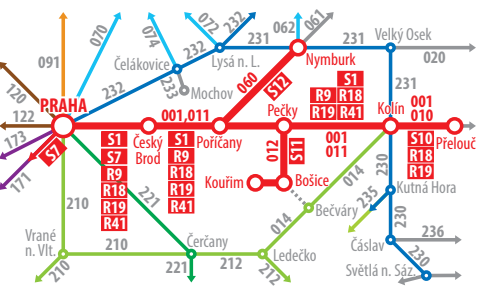 091
070
074
072
232
062
061
Velký Osek
120
Čelákovice
232
Lysá n. L.
231
231
020
Nymburk
122
PRAHA
232
233
Mochov
060
S12
231
173
S7
001,011
Pečky
S1
R9 R18
R19 R41
Kolín
001
010
171
S1
S7
R9
R18
R19
R41
Český
Brod
S1
R9
R18
R19
R41
Poříčany
012
S11
001
011
S10
R18
R19
Přelouč
210
221
Kouřim
Bošice
014
230
235
Kutná Hora
Bečváry
014
230
Vrané
n. Vlt.
210
Čerčany
Ledečko
Čáslav
236
210
221
212
212
230
Světlá n. Sáz.